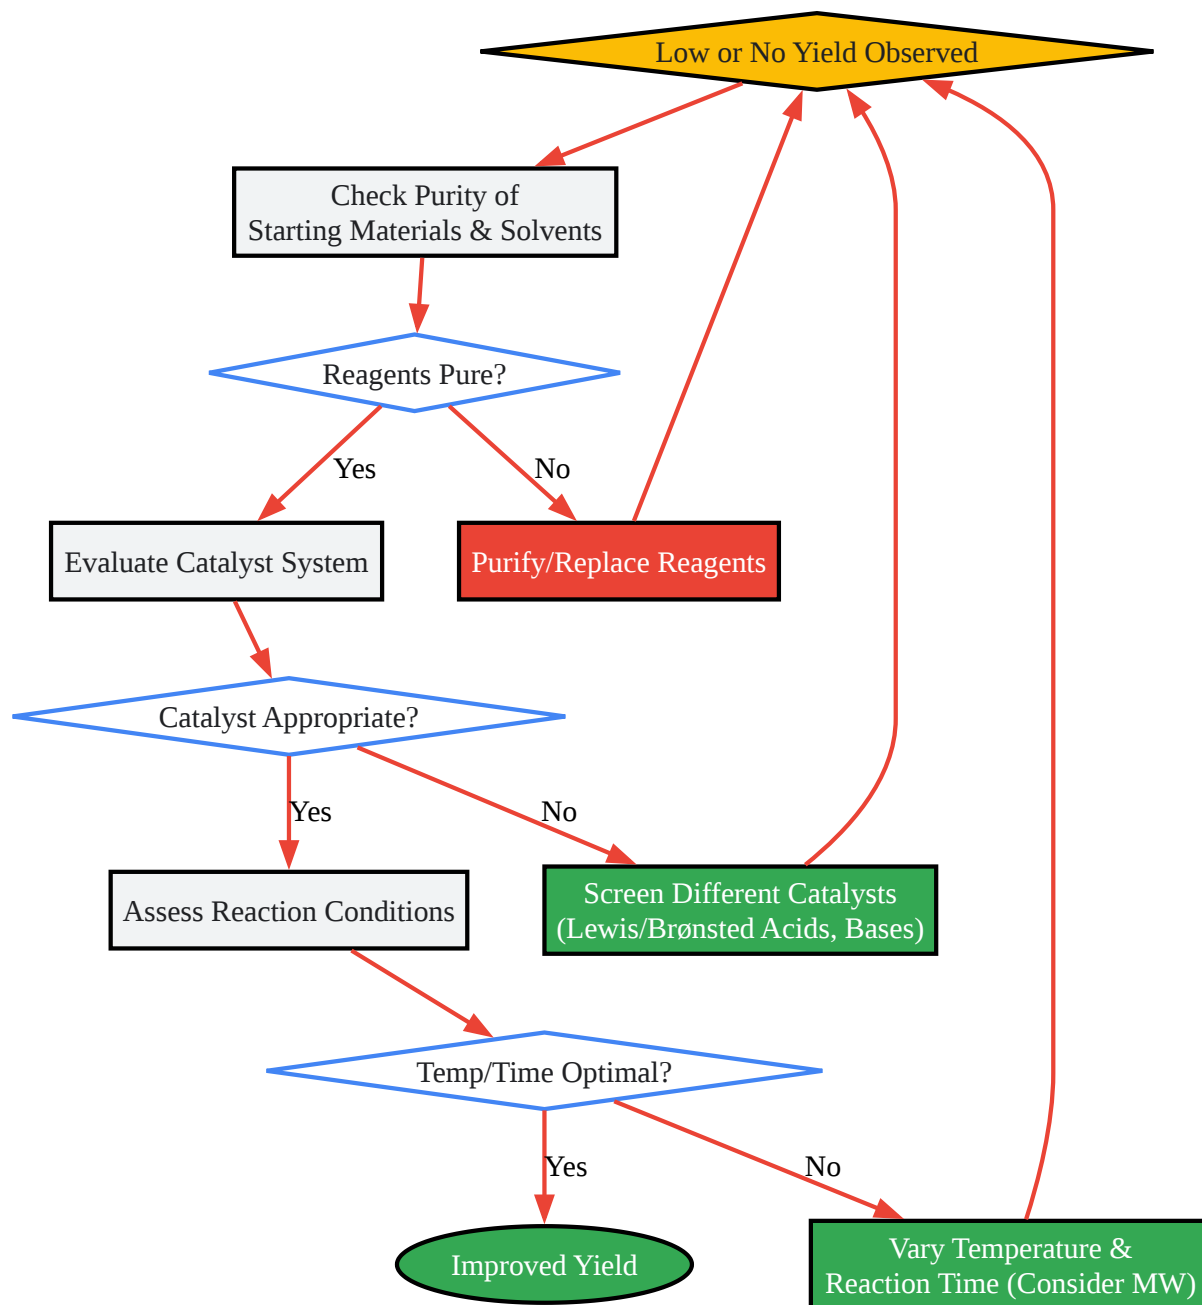 Low or No Yield Observed
Check Purity of
Starting Materials & Solvents
Reagents Pure?
Yes
No
Evaluate Catalyst System
Purify/Replace Reagents
Catalyst Appropriate?
Yes
No
Screen Different Catalysts
(Lewis/Brønsted Acids, Bases)
Assess Reaction Conditions
Temp/Time Optimal?
Yes
No
Improved Yield
Vary Temperature &
Reaction Time (Consider MW)